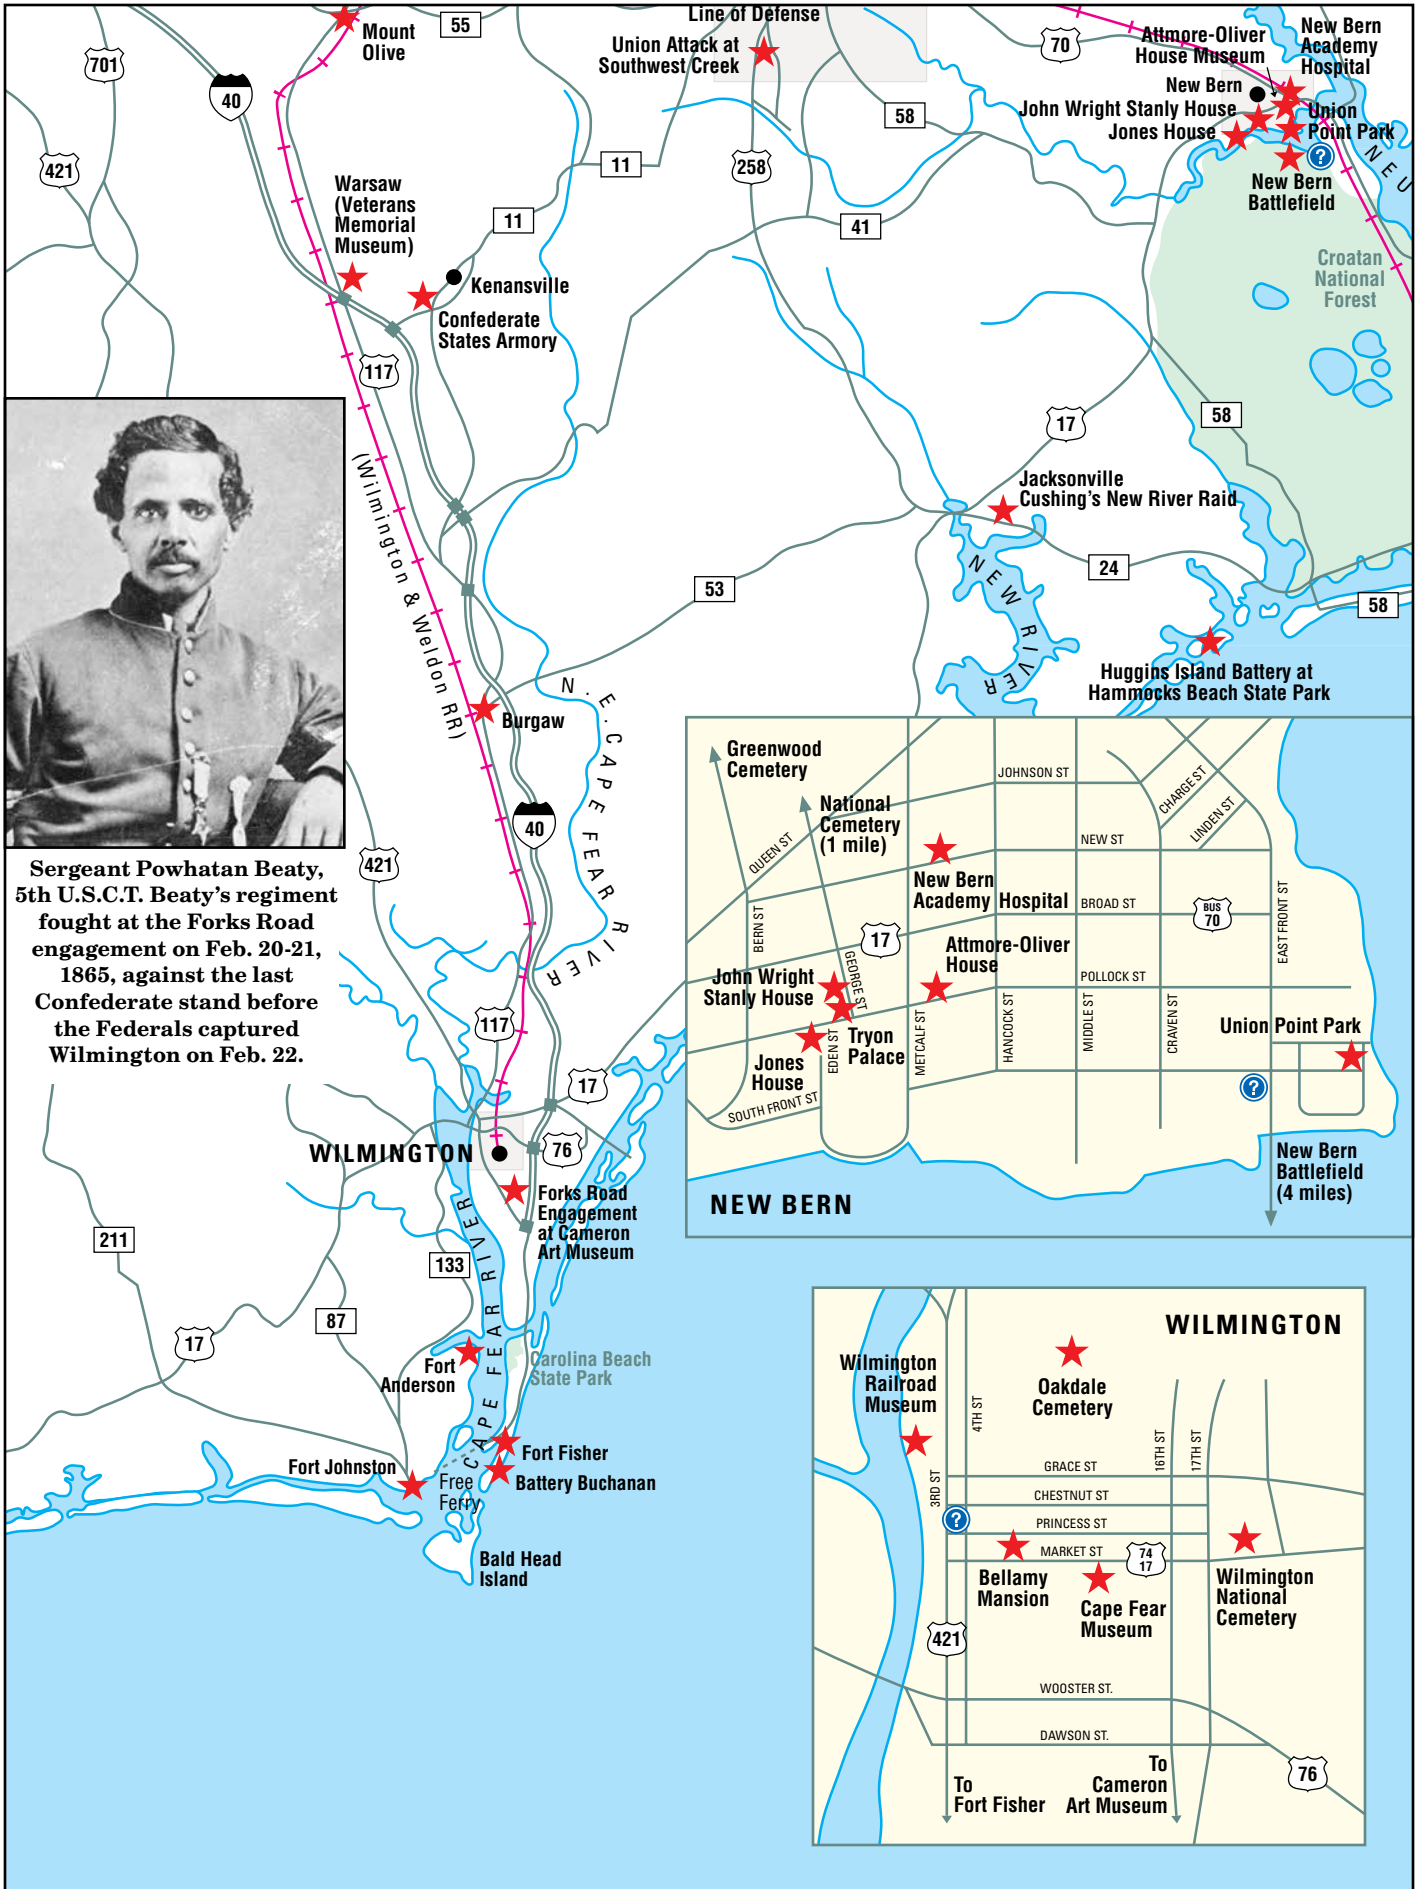 Line of Defense
Mount
Olive
55
701
40
421
Union Attack at
Southwest Creek
70
Attmore-Oliver
House Museum
New Bern
Academy
Hospital
New Bern
John Wright Stanly House
Jones House
Union
Point Park
?
NEU
New Bern
Battlefield
58
11
258
Warsaw
(Veterans
Memorial
Museum)
11
41
Kenansville
Confederate
States Armory
Croatan
National
Forest
117
58
17
(Wilmington & Weldon RR)
Jacksonville
Cushing's New River Raid
NEW RIVER
24
53
58
Huggins Island Battery at
Hammocks Beach State Park
Burgaw
N.E. CAPE FEAR RIVER
40
421
Sergeant Powhatan Beaty,
5th U.S.C.T. Beaty's regiment
fought at the Forks Road
engagement on Feb. 20-21,
1865, against the last
Confederate stand before
the Federals captured
Wilmington on Feb. 22.
117
17
WILMINGTON
76
Forks Road
Engagement
at Cameron
Art Museum
211
133
87
17
CAPE FEAR RIVER
Fort
Anderson
Carolina Beach
State Park
Fort Johnston
Free
Ferry
Fort Fisher
Battery Buchanan
Bald Head
Island
Greenwood
Cemetery
National
Cemetery
(1 mile)
JOHNSON ST
CHARGE ST
LINDEN ST
QUEEN ST
NEW ST
New Bern
Academy Hospital
BROAD ST
BUS
70
BERN ST
17
EAST FRONT ST
Attmore-Oliver
House
GEORGE ST
John Wright
Stanly House
POLLOCK ST
METCALF ST
HANCOCK ST
MIDDLE ST
CRAVEN ST
Union Point Park
Tryon
Palace
EDEN ST
Jones
House
SOUTH FRONT ST
?
New Bern
Battlefield
(4 miles)
NEW BERN
WILMINGTON
Wilmington
Railroad
Museum
Oakdale
Cemetery
4TH ST
16TH ST
17TH ST
3RD ST
GRACE ST
CHESTNUT ST
?
PRINCESS ST
MARKET ST
74
17
Bellamy
Mansion
Cape Fear
Museum
Wilmington
National
Cemetery
421
WOOSTER ST.
DAWSON ST.
76
To
Fort Fisher
To
Cameron
Art Museum